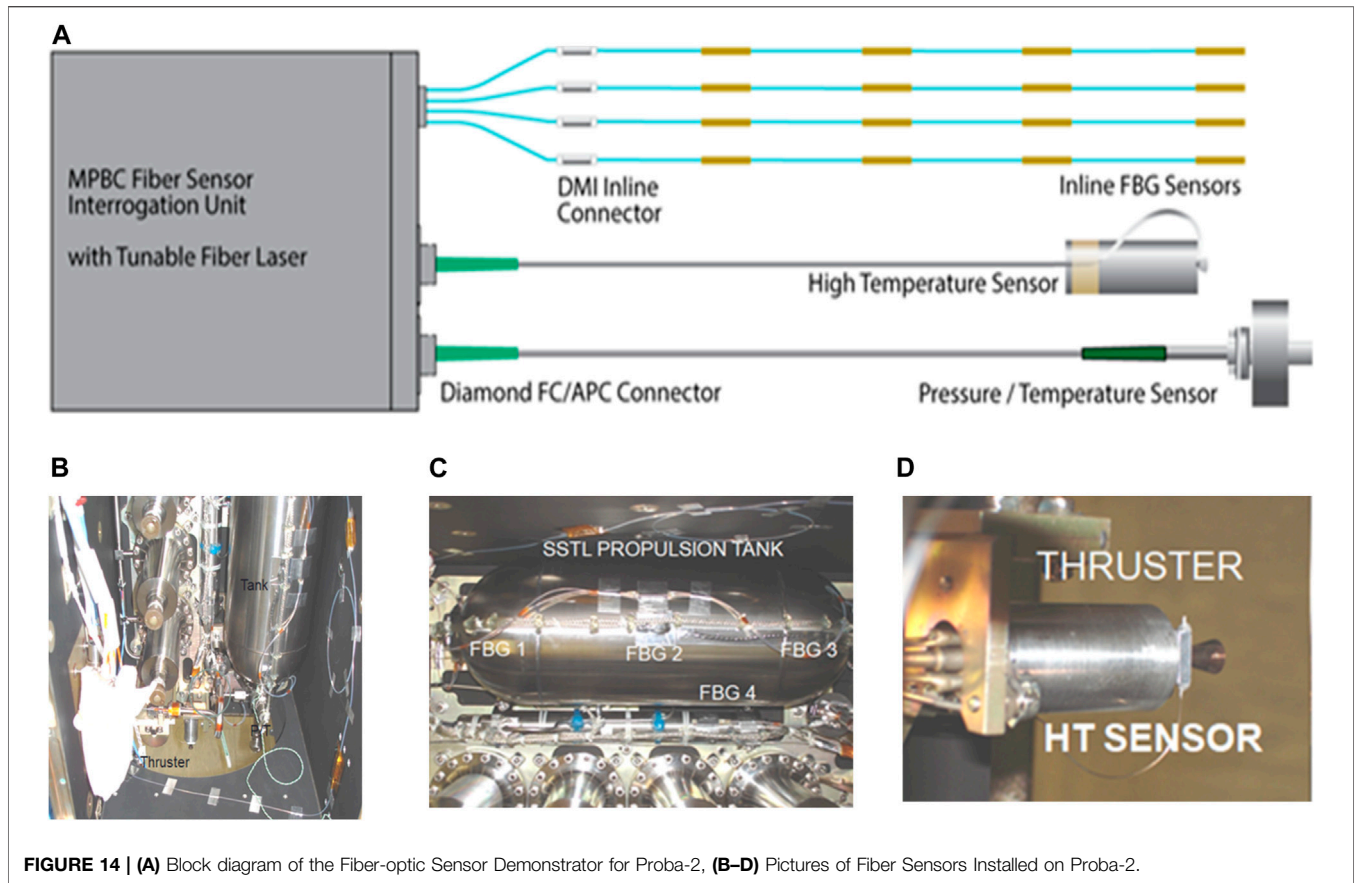 A
MPBC Fiber Sensor
Interrogation Unit
with Tunable Fiber Laser
DMI Inline
Connector
Inline FBG Sensors
High Temperature Sensor
Diamond FC/APC Connector
Pressure / Temperature Sensor
B
Tank
Thruster
C
SSTL PROPULSION TANK
FBG 1
FBG 2
FBG 3
FBG 4
D
THRUSTER
HT SENSOR
FIGURE 14 | (A) Block diagram of the Fiber-optic Sensor Demonstrator for Proba-2, (B–D) Pictures of Fiber Sensors Installed on Proba-2.